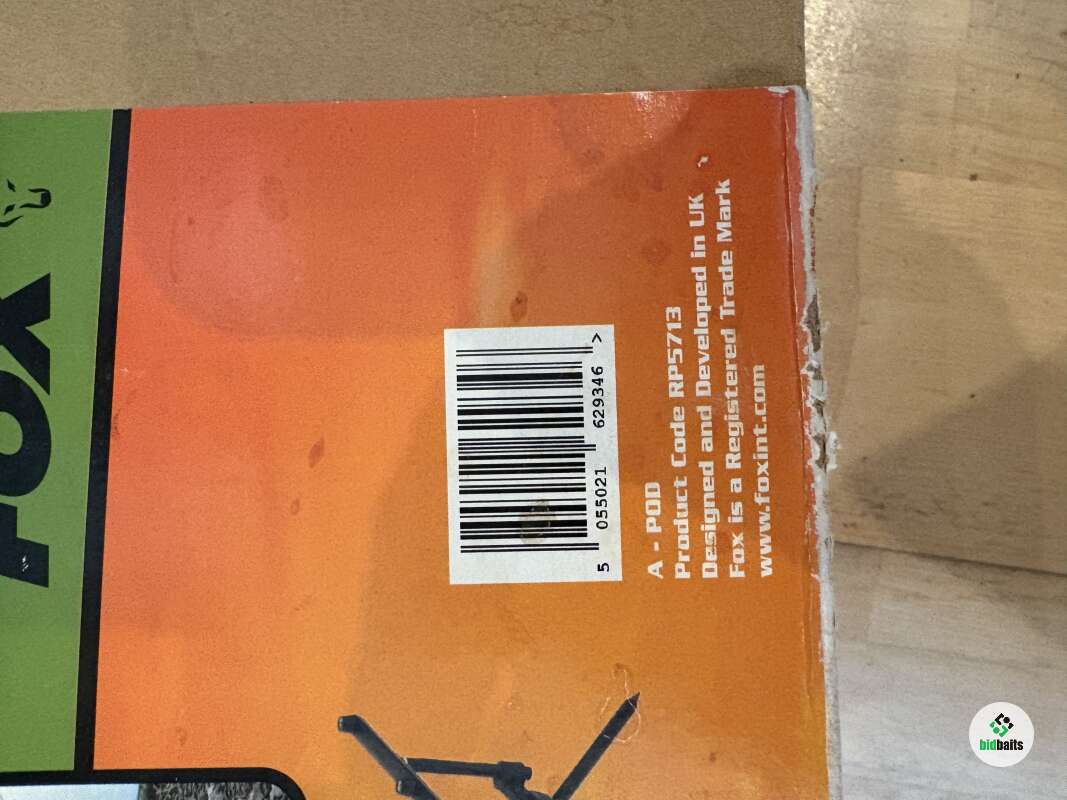 FOX
5 055021 629346 >
A - POD
Product Code RP5713
Designed and Developed in UK
Fox is a Registered Trade Mark
www.foxint.com
bidbaits